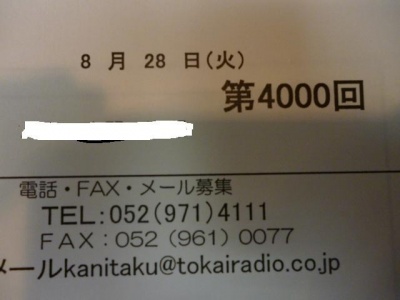 8 月 28 日(火)
第4000回
電話・FAX・メール募集
TEL:052(971)4111
FAX:052 (961) 0077
メールkanitaku@tokairadio.co.jp